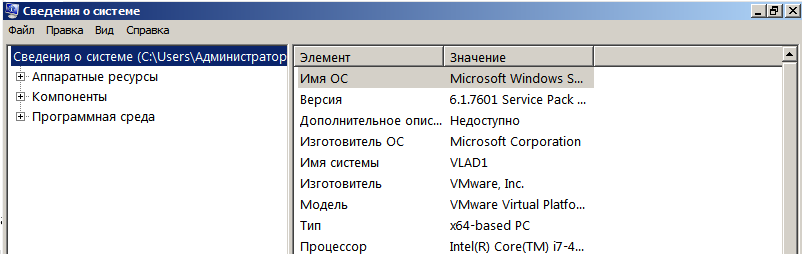 Сведения о системе
Файл Правка Вид Справка
Сведения о системе (C:\Users\Администратор
Аппаратные ресурсы
Компоненты
Программная среда
Элемент Значение
Имя ОС Microsoft Windows S...
Версия 6.1.7601 Service Pack ...
Дополнительное опис... Недоступно
Изготовитель ОС Microsoft Corporation
Имя системы VLAD1
Изготовитель VMware, Inc.
Модель VMware Virtual Platfo...
Тип x64-based PC
Процессор Intel(R) Core(TM) i7-4...